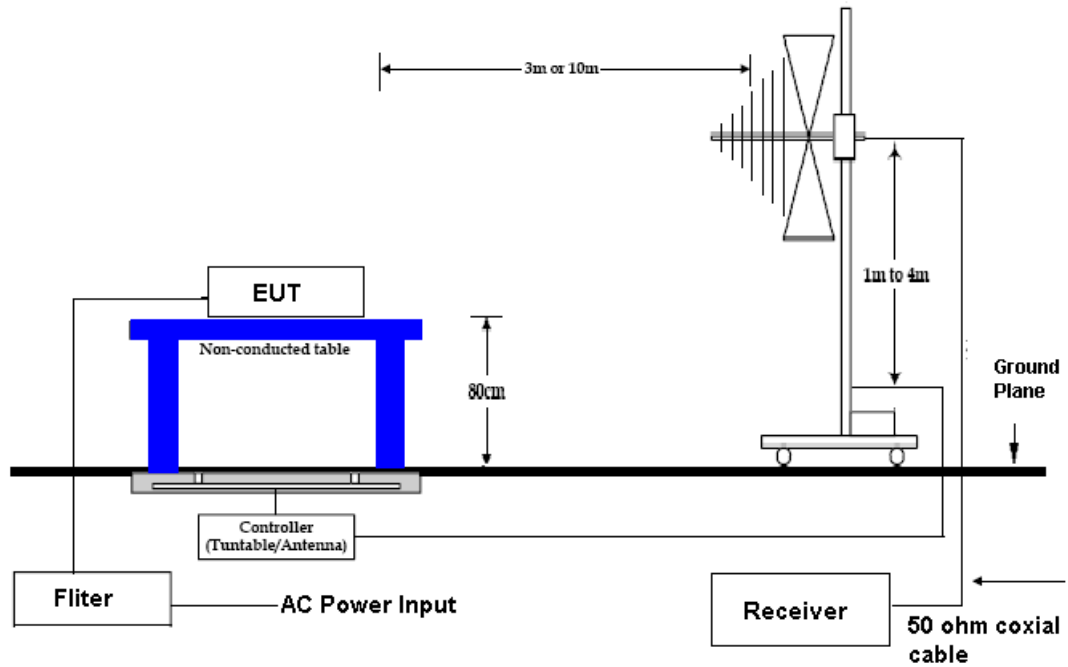 3m or 10m
EUT
Non-conducted table
80cm
1m to 4m
Ground
Plane
Controller
(Tuntable/Antenna)
Fliter
AC Power Input
Receiver
50 ohm coxial
cable